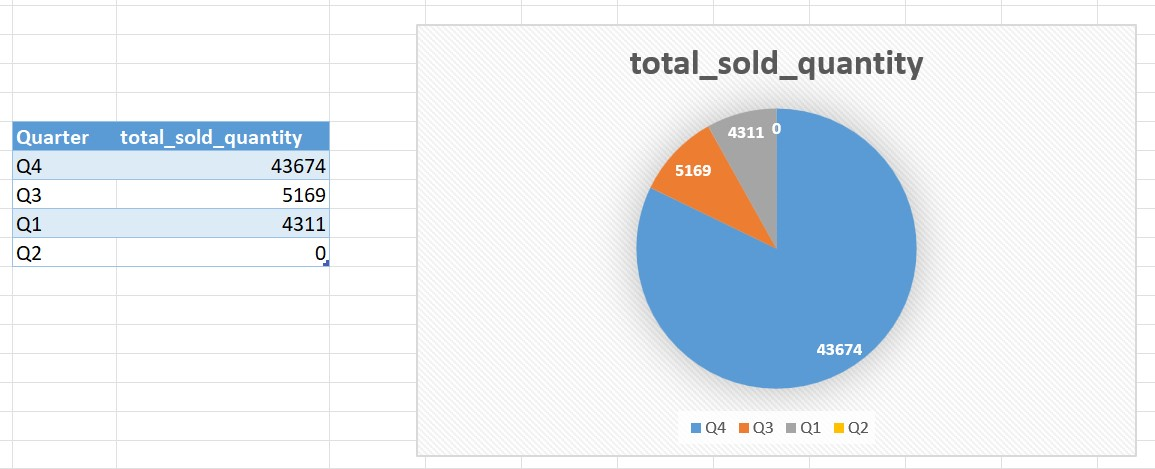 Quarter total_sold_quantity
Q4 43674
Q3 5169
Q1 4311
Q2 0
total_sold_quantity
4311 0
5169
43674
Q4 Q3 Q1 Q2